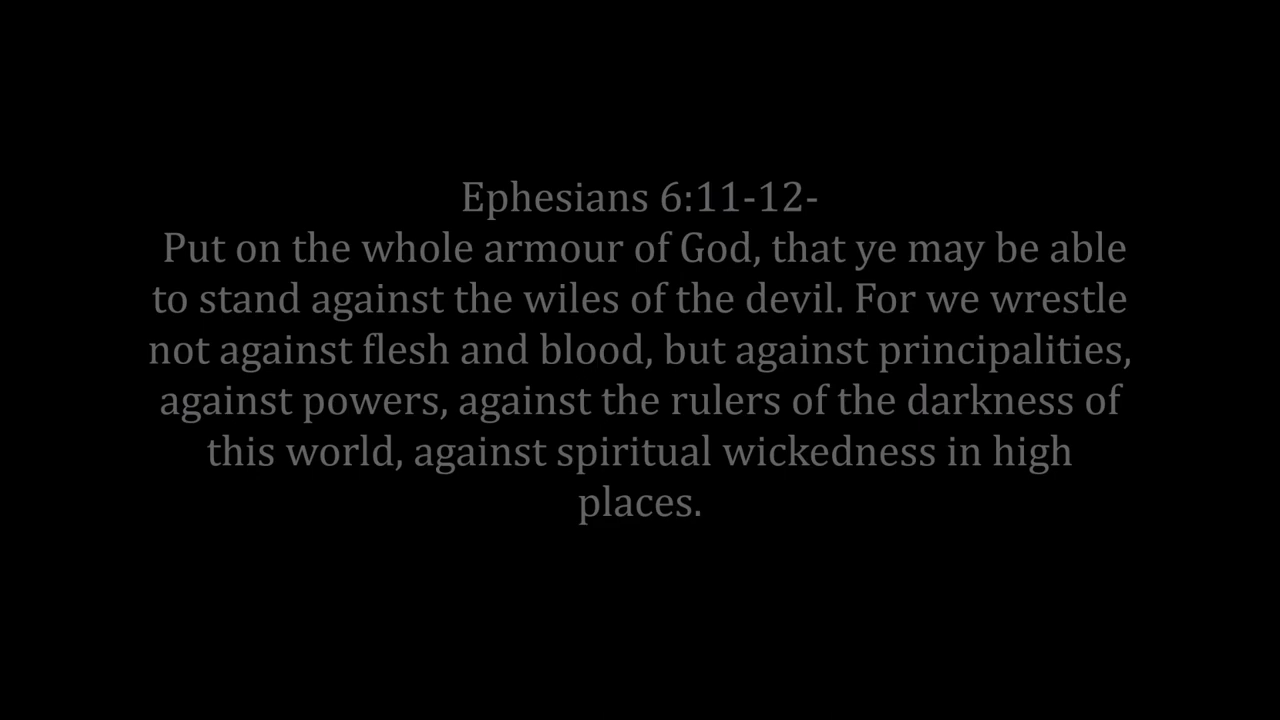 Ephesians 6:11-12-
Put on the whole armour of God, that ye may be able
to stand against the wiles of the devil. For we wrestle
not against flesh and blood, but against principalities,
against powers, against the rulers of the darkness of
this world, against spiritual wickedness in high
places.